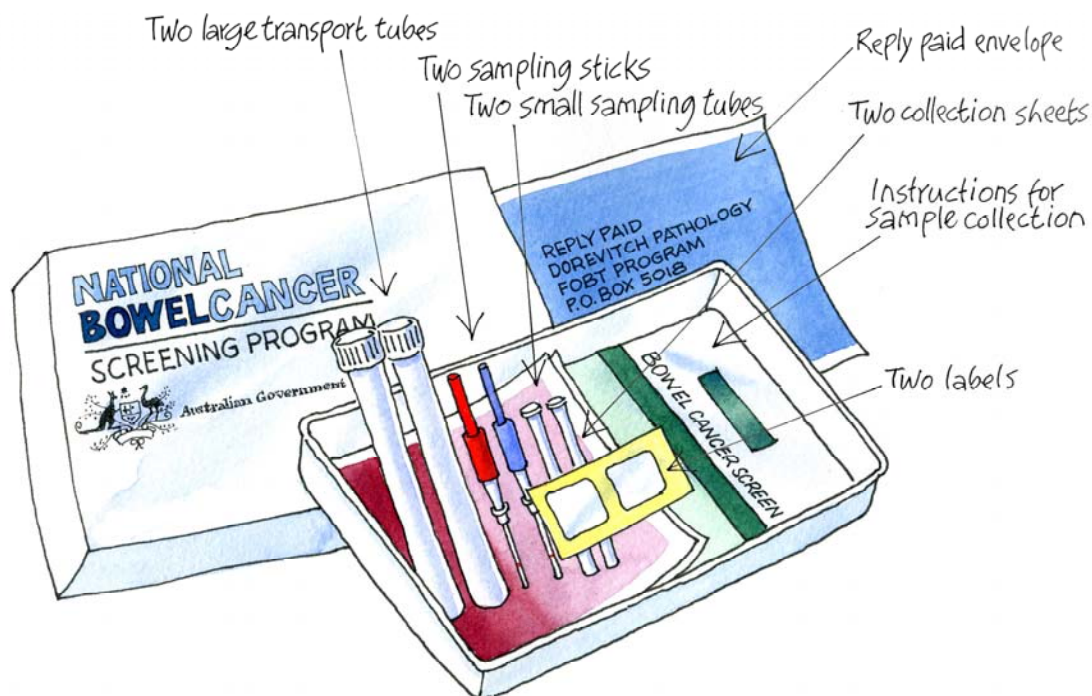 Two large transport tubes
Two sampling sticks
Two small sampling tubes
Reply paid envelope
Two collection sheets
Instructions for
sample collection
Two labels
NATIONAL
BOWELCANCER
SCREENING PROGRAM
Australian Government
REPLY PAID
DOREVITCH PATHOLOGY
FOBT PROGRAM
P.O. BOX 5018
BOWEL CANCER SCREEN